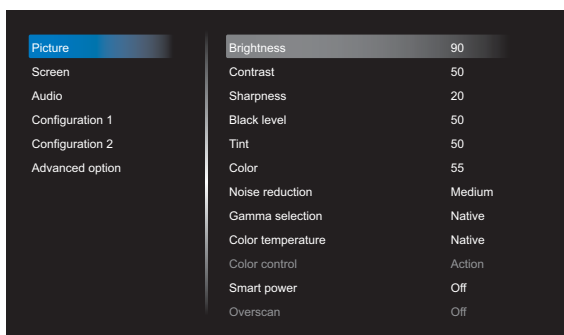 Picture
Screen
Audio
Configuration 1
Configuration 2
Advanced option
Brightness 90
Contrast 50
Sharpness 20
Black level 50
Tint 50
Color 55
Noise reduction Medium
Gamma selection Native
Color temperature Native
Color control Action
Smart power Off
Overscan Off